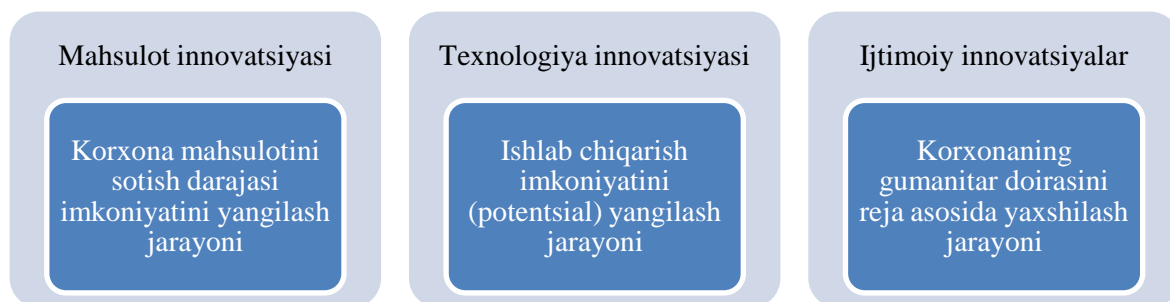 Mahsulot innovatsiyasi
Korxona mahsulotini
sotish darajasi
imkoniyatini yangilash
jarayoni
Texnologiya innovatsiyasi
Ishlab chiqarish
imkoniyatini
(potentsial) yangilash
jarayoni
Ijtimoiy innovatsiyalar
Korxonaning
gumanitar doirasini
reja asosida yaxshilash
jarayoni